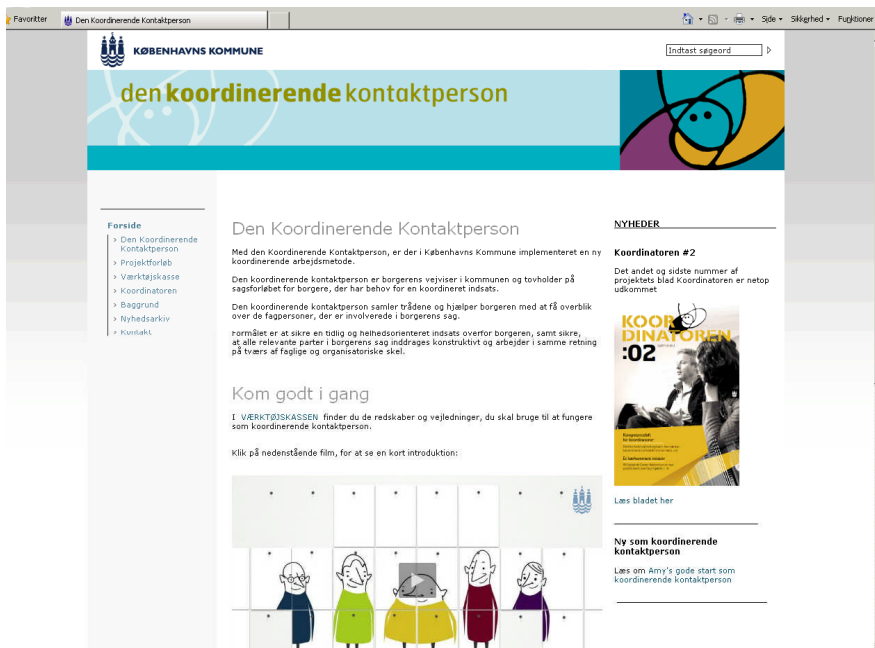 Favoritter
Den Koordinerende Kontaktperson
Side
Sikkerhed
Funktioner
KØBENHAVNS KOMMUNE
Indtast søgeord
den koordinerende kontaktperson
Forside
> Den Koordinerende
Kontaktperson
> Projektforløb
> Værktøjskasse
> Koordinatoren
> Baggrund
> Nyhedsarkiv
> Kontakt
Den Koordinerende Kontaktperson
Med den Koordinerende Kontaktperson, er der i Københavns Kommune implementeret en ny
koordinerende arbejdsmetode.
Den koordinerende kontaktperson er borgerens vejviser i kommunen og tovholder på
sagsforløbet for borgere, der har behov for en koordineret indsats.
Den koordinerende kontaktperson samler trådene og hjælper borgeren med at få overblik
over de fagpersoner, der er involverede i borgerens sag.
Formålet er at sikre en tidlig og helhedsorienteret indsats overfor borgeren, samt sikre,
at alle relevante parter i borgerens sag inddrages konstruktivt og arbejder i samme retning
på tværs af faglige og organisatoriske skel.
Kom godt i gang
I VÆRKTØJSKASSEN finder du de redskaber og vejledninger, du skal bruge til at fungere
som koordinerende kontaktperson.
Klik på nedenstående film, for at se en kort introduktion:
NYHEDER
Koordinatoren #2
Det andet og sidste nummer af
projektets blad Koordinatoren er netop
udkommet
KOOR
DINATOREN
:02
Læs bladet her
Ny som koordinerende
kontaktperson
Læs om Amy's gode start som
koordinerende kontaktperson